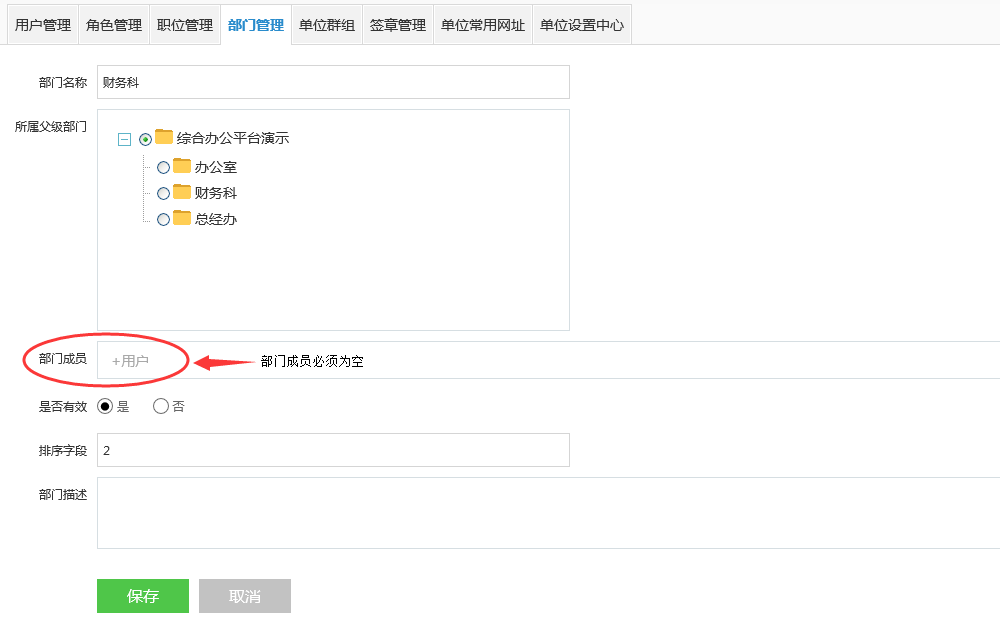 用户管理 角色管理 职位管理 部门管理 单位群组 签章管理 单位常用网址 单位设置中心
部门名称 财务科
所属父级部门
综合办公平台演示
办公室
财务科
总经办
部门成员 +用户 部门成员必须为空
是否有效 是 否
排序字段 2
部门描述
保存 取消